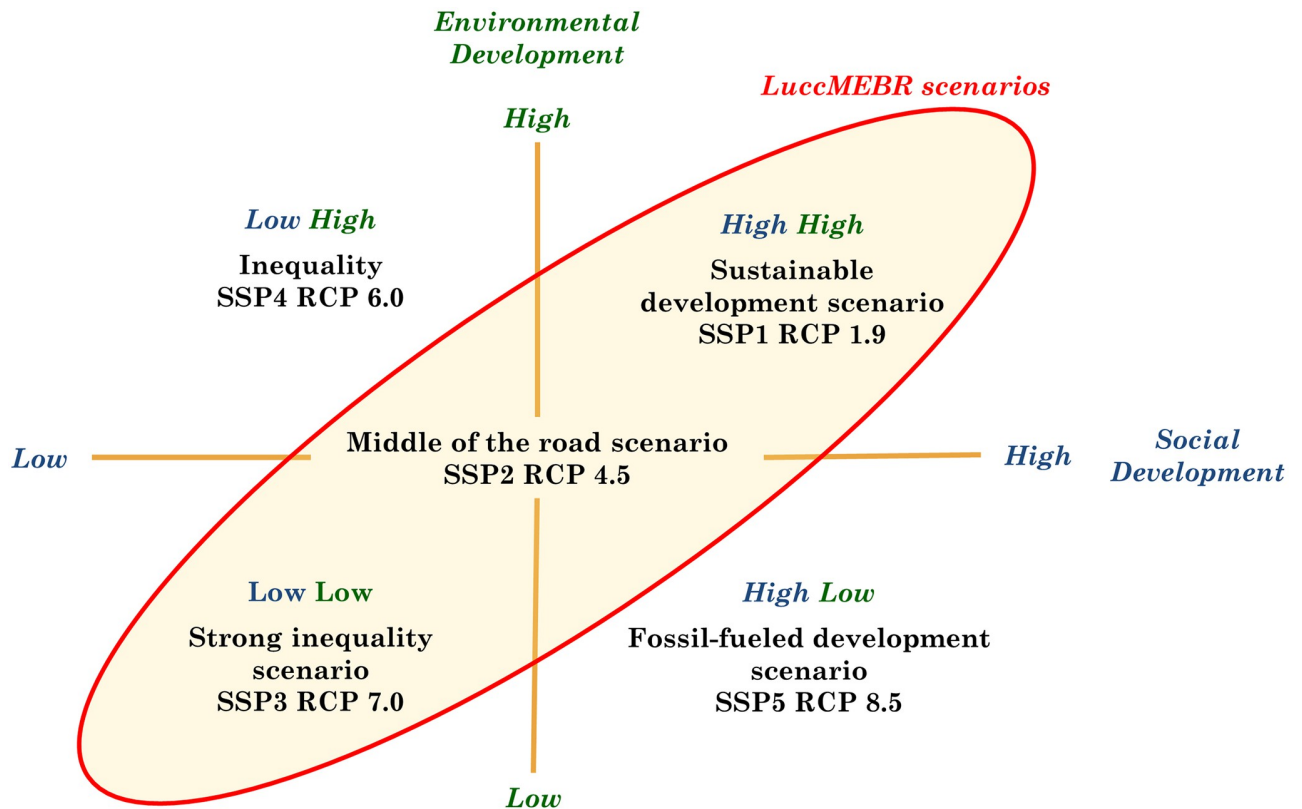 Environmental
Development
LuccMEBR scenarios
High
Low High
Inequality
SSP4 RCP 6.0
High High
Sustainable
development scenario
SSP1 RCP 1.9
Low
Middle of the road scenario
SSP2 RCP 4.5
High
Social
Development
Low Low
Strong inequality
scenario
SSP3 RCP 7.0
High Low
Fossil-fueled development
scenario
SSP5 RCP 8.5
Low